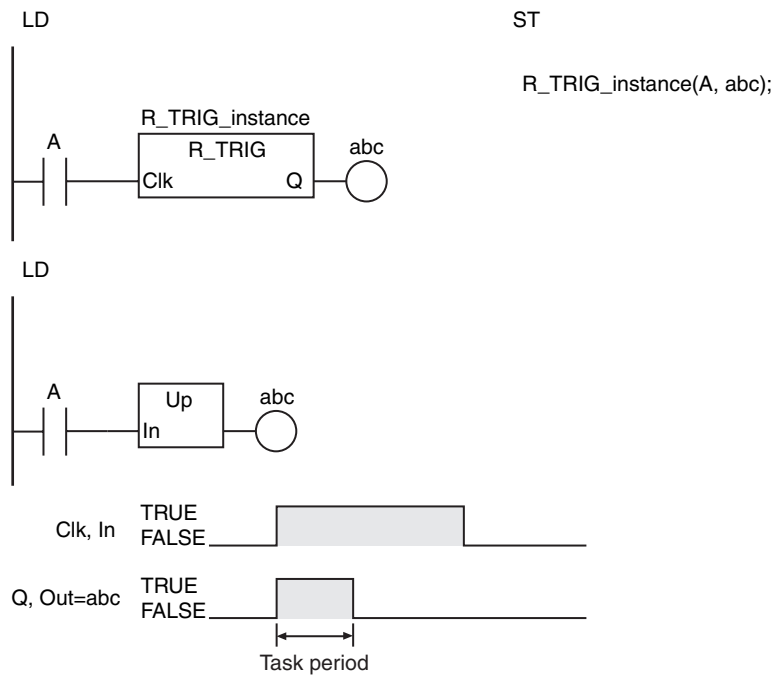 LD
ST
R_TRIG_instance(A, abc);
R_TRIG_instance
A
R_TRIG
abc
Clk
Q
LD
A
Up
abc
In
Clk, In
TRUE
FALSE
Q, Out=abc
TRUE
FALSE
Task period